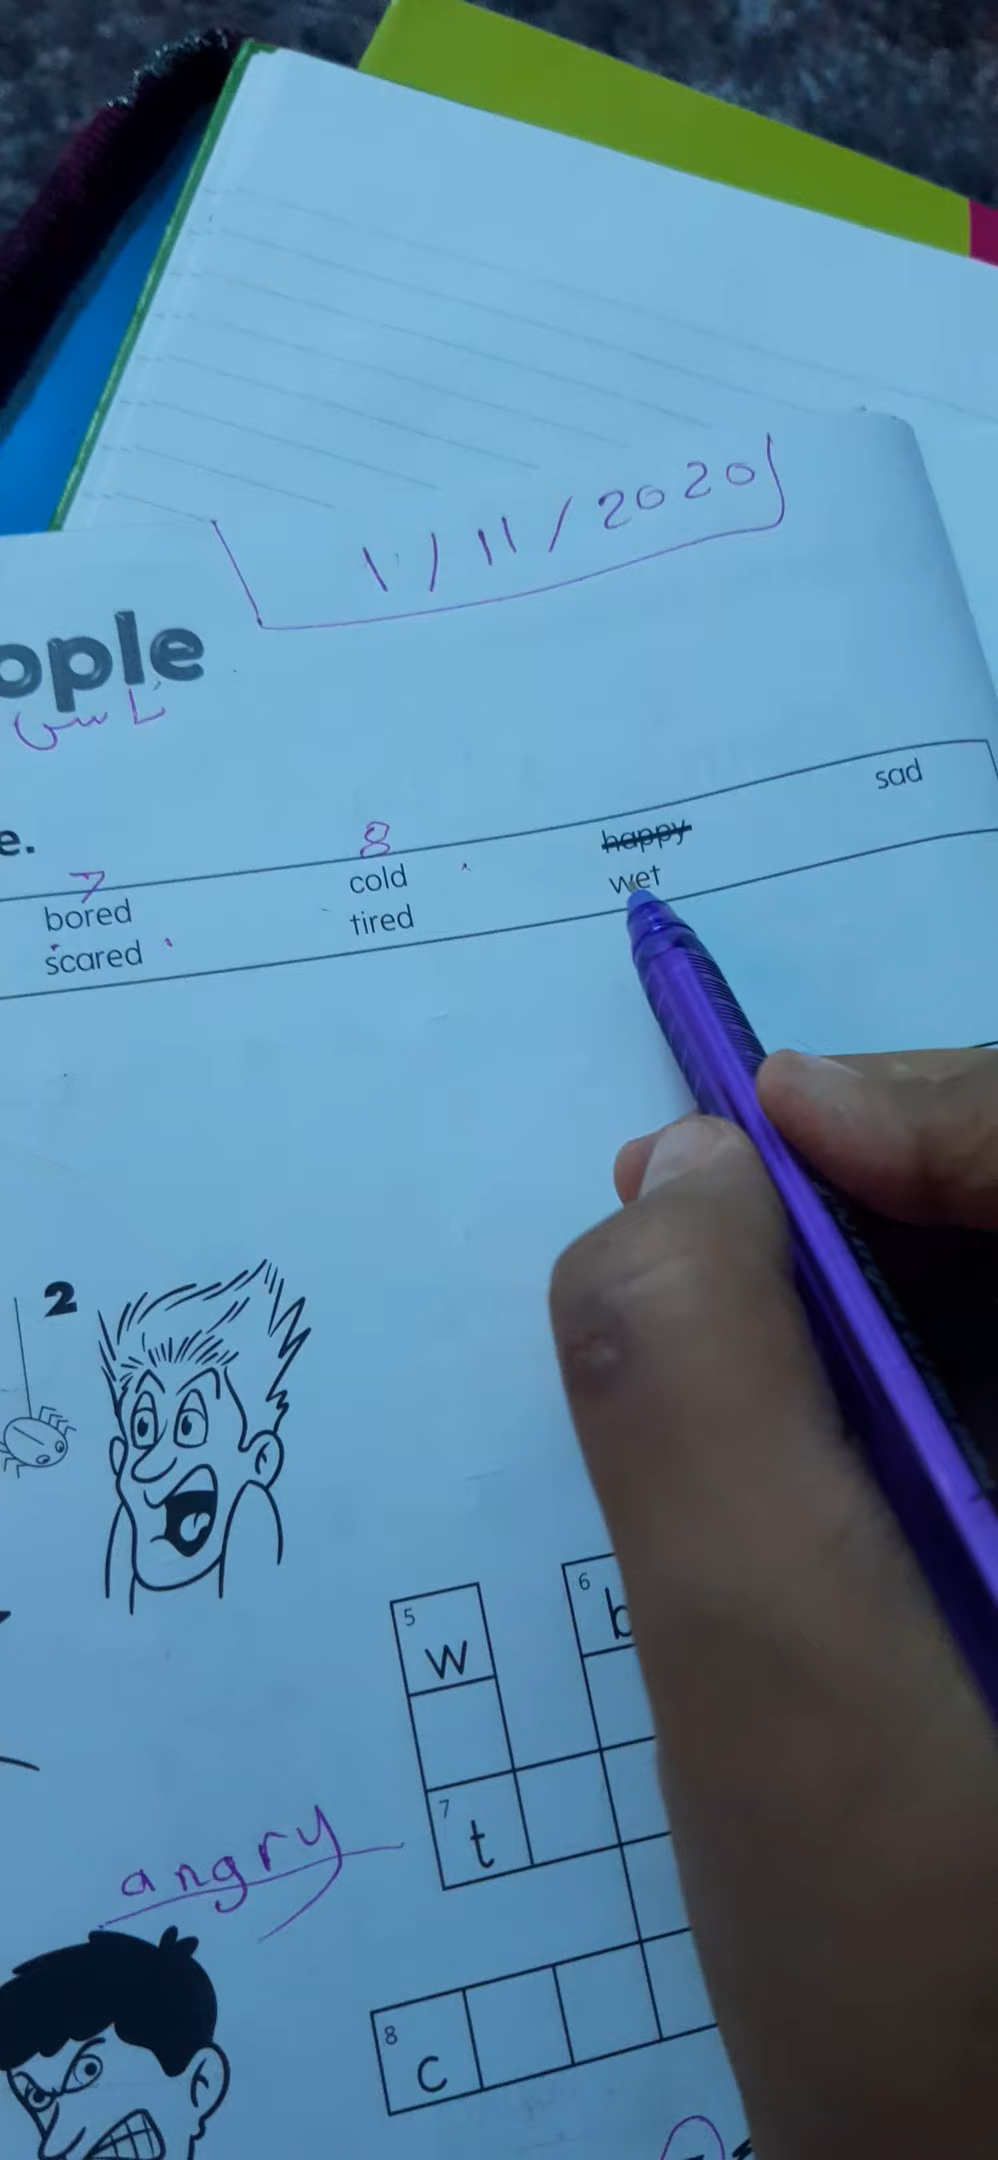 1/11/2020
ople
ناس
sad
e.
7
8
happy
bored
cold
wet
scared
tired
2
5
6
w
b
7
t
angry
8
c